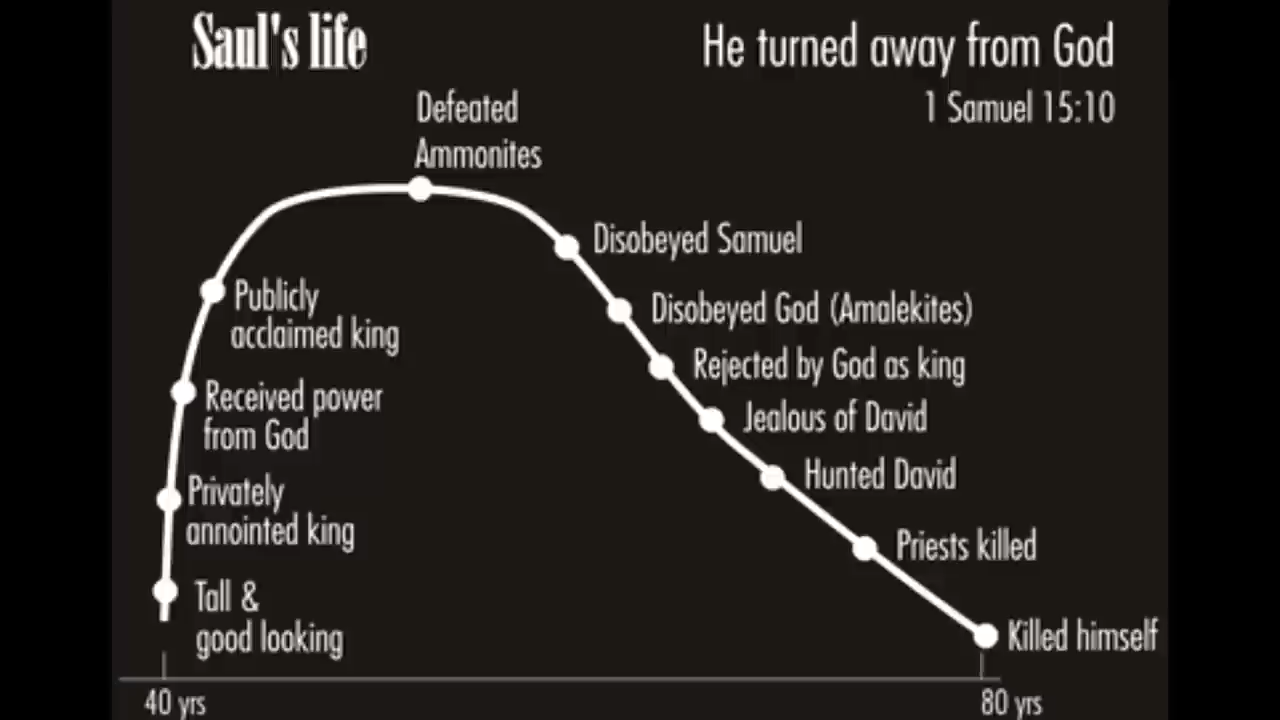 Saul's life
He turned away from God
1 Samuel 15:10
Defeated
Ammonites
Disobeyed Samuel
Publicly
acclaimed king
Disobeyed God (Amalekites)
Rejected by God as king
Received power
from God
Jealous of David
Hunted David
Privately
annointed king
Priests killed
Tall &
good looking
Killed himself
40 yrs
80 yrs